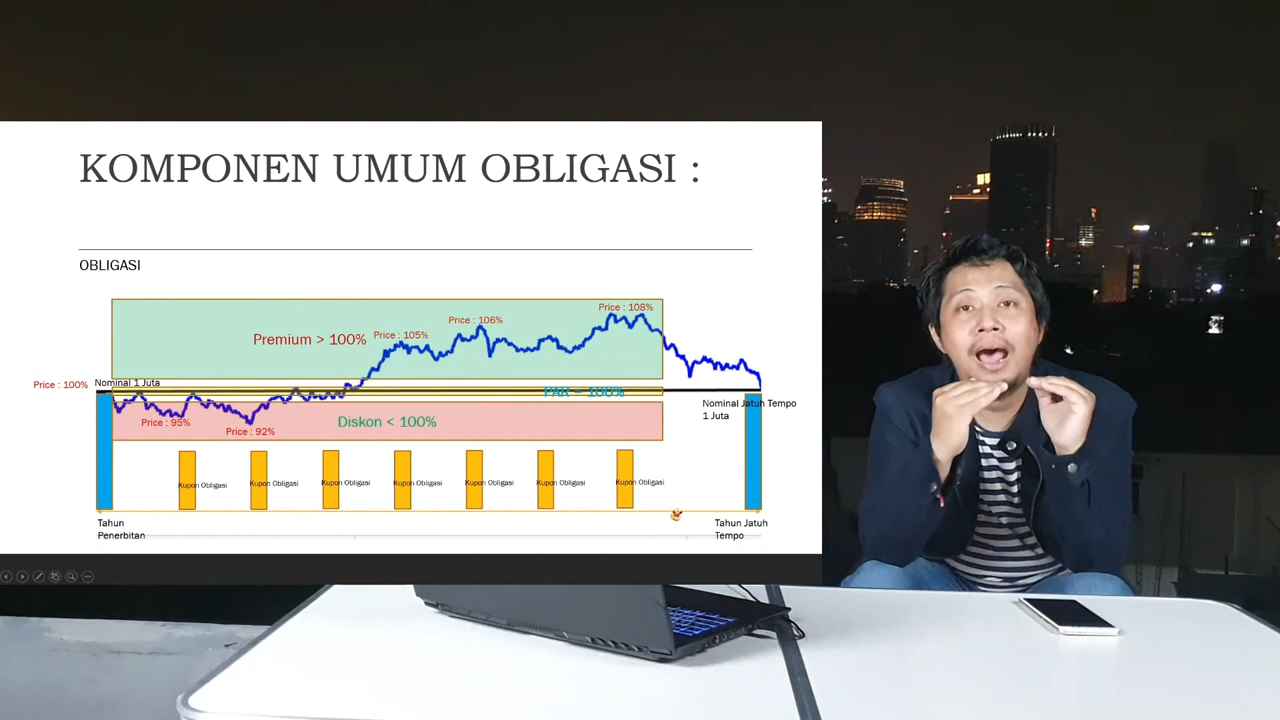 KOMPONEN UMUM OBLIGASI :
OBLIGASI
Price : 108%
Price : 106%
Premium > 100%
Price : 105%
Price : 100%
Nominal 1 Juta
PAR = 100%
Nominal Jatuh Tempo
1 Juta
Price : 95%
Diskon < 100%
Price : 92%
Kupon Obligasi
Kupon Obligasi
Kupon Obligasi
Kupon Obligasi
Kupon Obligasi
Kupon Obligasi
Kupon Obligasi
Tahun
Penerbitan
Tahun Jatuh
Tempo